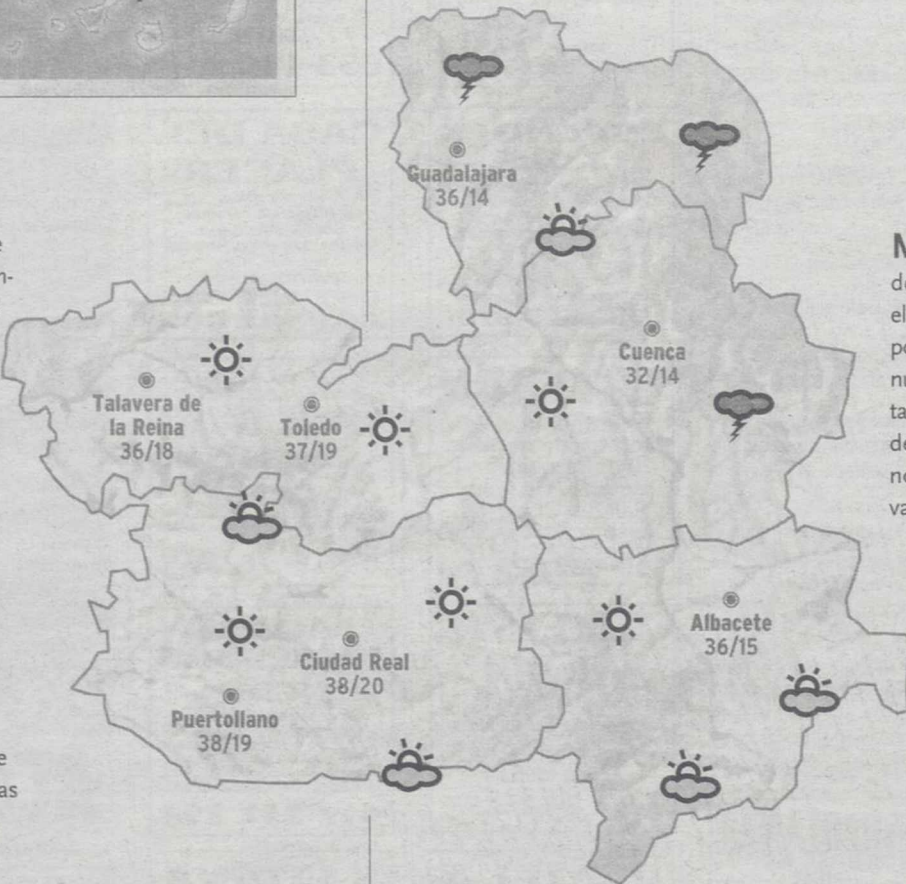 Guadalajara
36/14
Cuenca
32/14
Talavera de
la Reina
36/18
Toledo
37/19
Albacete
36/15
Ciudad Real
38/20
Puertollano
38/19